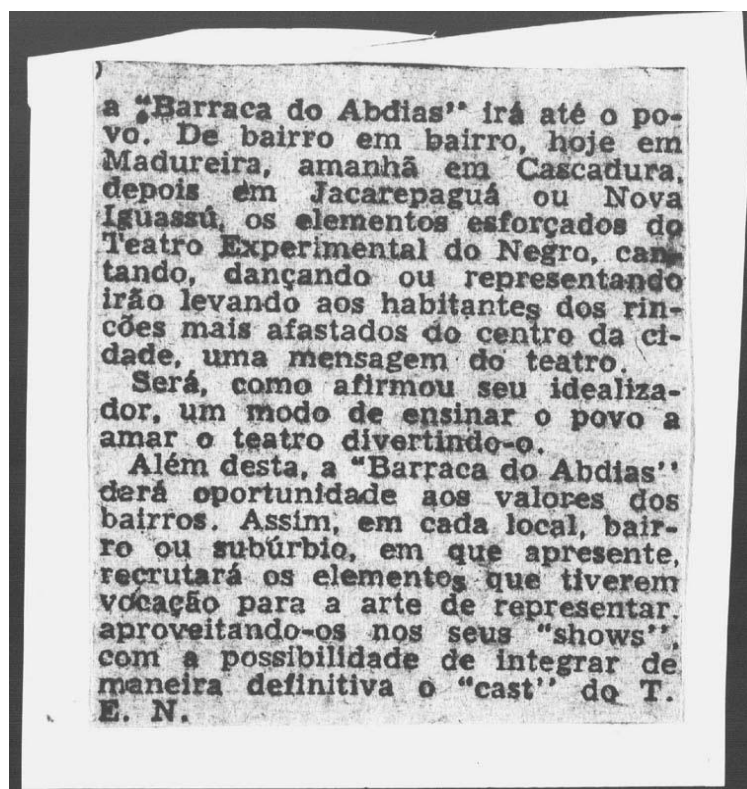 a “Barraca do Abdias” irá até o po-
vo. De bairro em bairro, hoje em
Madureira, amanhã em Cascadura,
depois em Jacarepaguá ou Nova
Iguassú, os elementos esforçados do
Teatro Experimental do Negro, can-
tando, dançando ou representando
irão levando aos habitantes dos rin-
cões mais afastados do centro da ci-
dade, uma mensagem do teatro.
Será, como afirmou seu idealiza-
dor, um modo de ensinar o povo a
amar o teatro divertindo-o.
Além desta, a “Barraca do Abdias”
dará oportunidade aos valores dos
bairros. Assim, em cada local, bair-
ro ou subúrbio, em que apresente,
recrutará os elementos que tiverem
vocação para a arte de representar,
aproveitando-os nos seus “shows”,
com a possibilidade de integrar de
maneira definitiva o “cast” do T.
E. N.